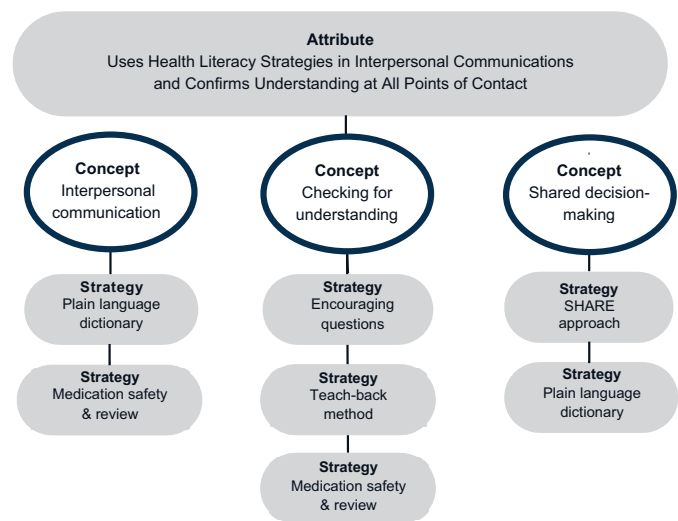 Attribute
Uses Health Literacy Strategies in Interpersonal Communications
and Confirms Understanding at All Points of Contact
Concept
Interpersonal
communication
Strategy
Plain language
dictionary
Strategy
Medication safety
& review
Concept
Checking for
understanding
Strategy
Encouraging
questions
Strategy
Teach-back
method
Strategy
Medication safety
& review
Concept
Shared decision-
making
Strategy
SHARE
approach
Strategy
Plain language
dictionary